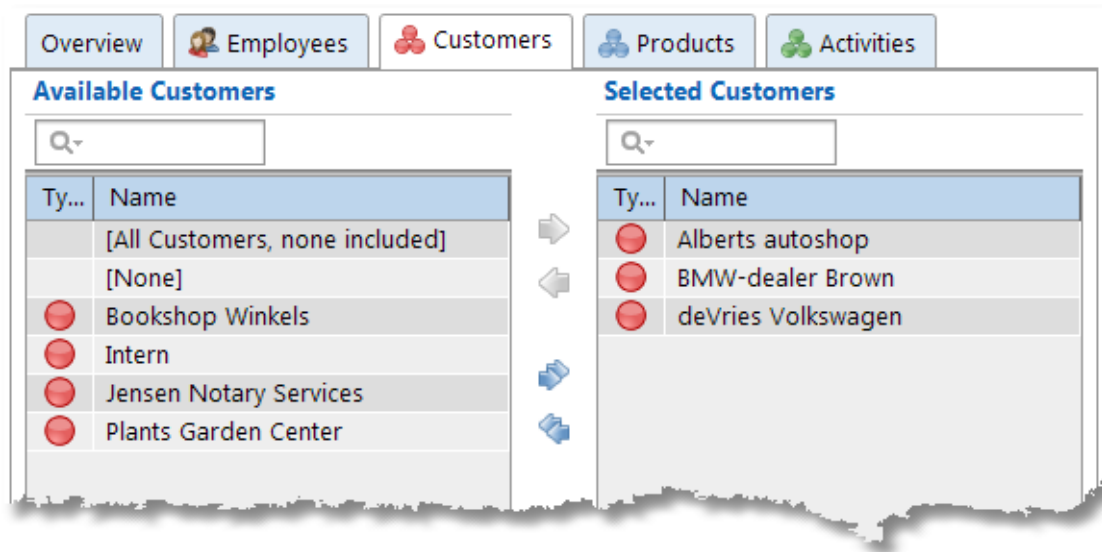 Overview Employees Customers Products Activities
Available Customers
Ty... Name
[All Customers, none included]
[None]
Bookshop Winkels
Intern
Jensen Notary Services
Plants Garden Center
Selected Customers
Ty... Name
Alberts autoshop
BMW-dealer Brown
deVries Volkswagen